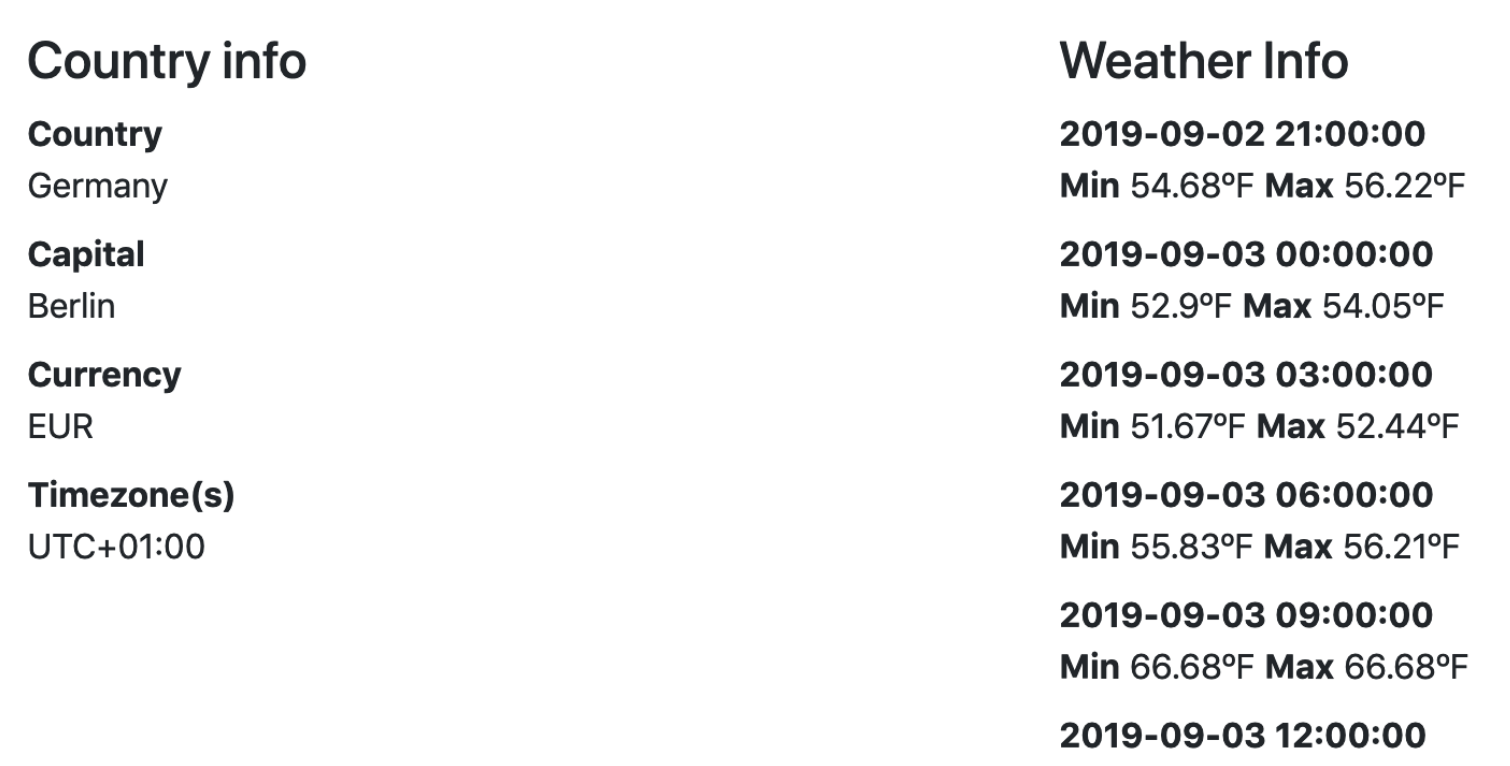 Country info
Country
Germany
Capital
Berlin
Currency
EUR
Timezone(s)
UTC+01:00
Weather Info
2019-09-02 21:00:00
Min 54.68ºF Max 56.22ºF
2019-09-03 00:00:00
Min 52.9ºF Max 54.05ºF
2019-09-03 03:00:00
Min 51.67ºF Max 52.44ºF
2019-09-03 06:00:00
Min 55.83ºF Max 56.21ºF
2019-09-03 09:00:00
Min 66.68ºF Max 66.68ºF
2019-09-03 12:00:00